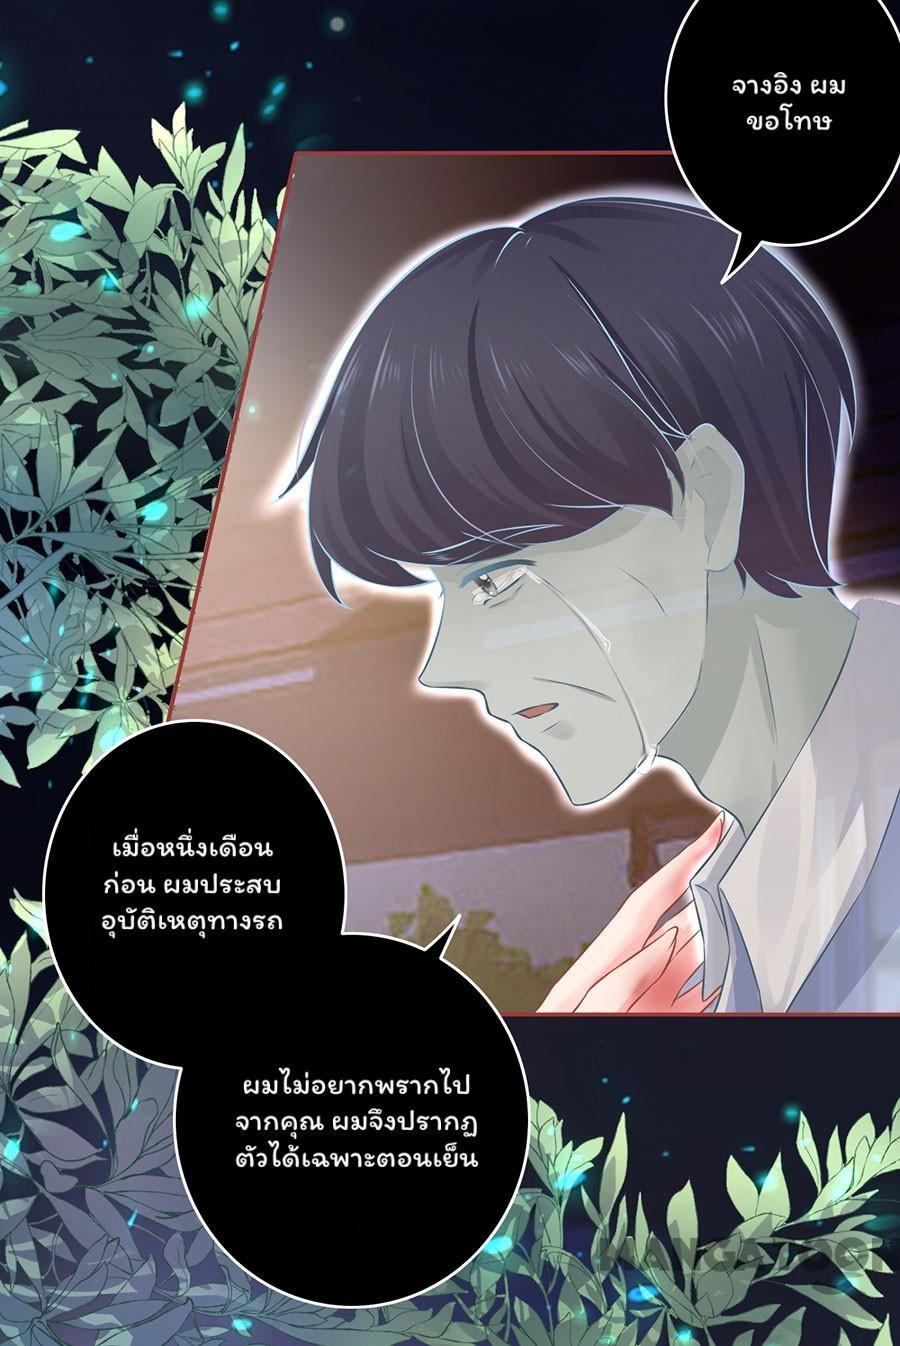 จางอิง ผม
ขอโทษ
เมื่อหนึ่งเดือน
ก่อน ผมประสบ
อุบัติเหตุทางรถ
ผมไม่อยากพรากไป
จากคุณ ผมจึงปรากฏ
ตัวได้เฉพาะตอนเย็น
MANGATOON